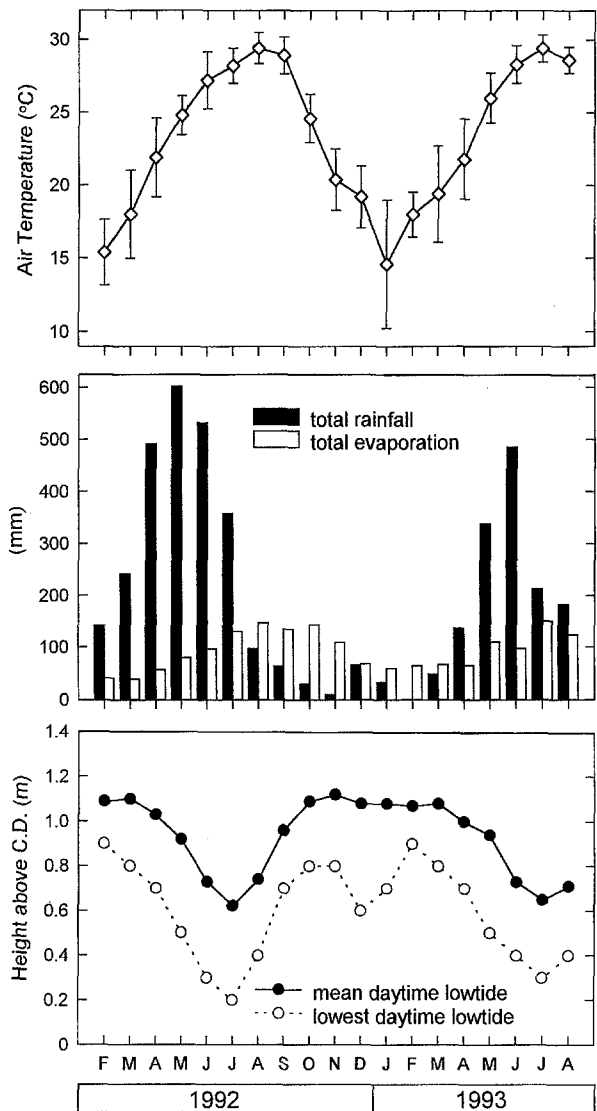 30
25
20
15
10
Air Temperature (ºC)
600
500
400
300
200
100
0
(mm)
total rainfall
total evaporation
1.4
1.2
1.0
0.8
0.6
0.4
0.2
0
Height above C.D. (m)
mean daytime lowtide
lowest daytime lowtide
F M A M J J A S O N D J F M A M J J A
1992 1993